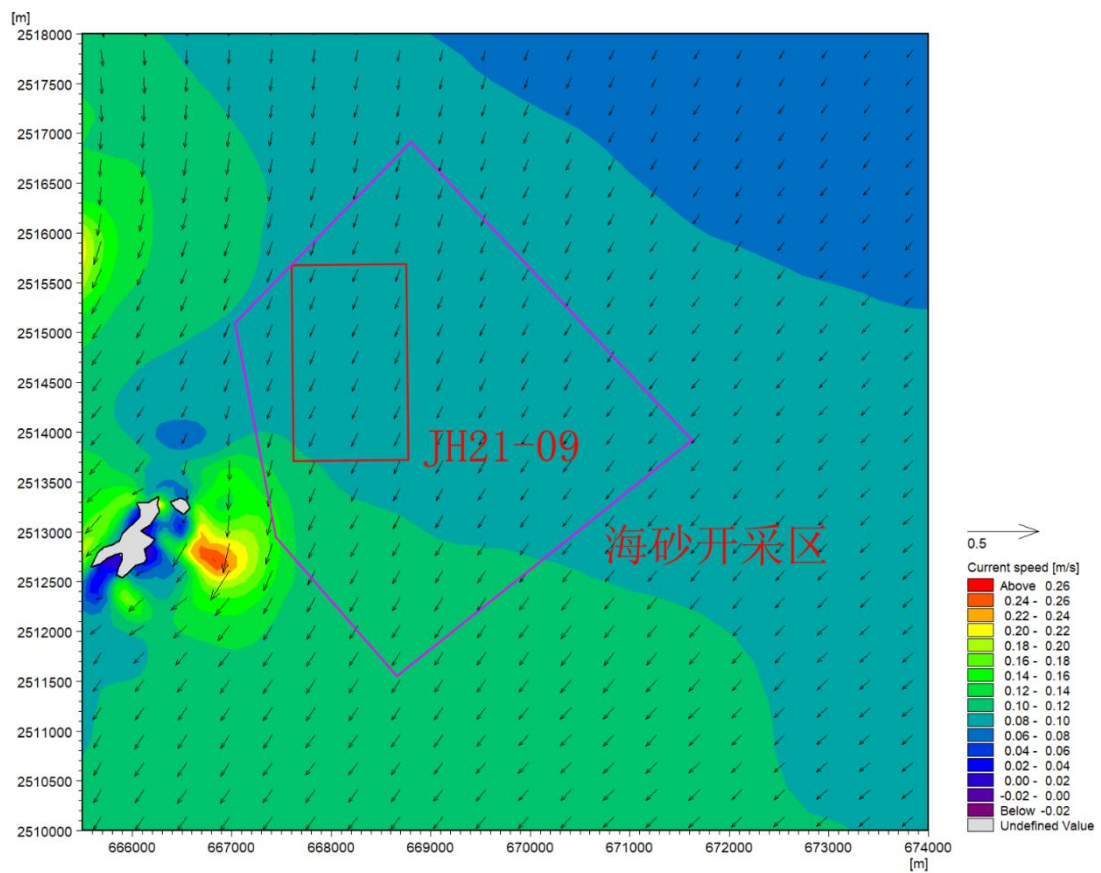 [m]
2518000
2517500
2517000
2516500
2516000
2515500
2515000
2514500
2514000
2513500
2513000
2512500
2512000
2511500
2511000
2510500
2510000
JH21-09
海砂开采区
666000 667000 668000 669000 670000 671000 672000 673000 674000
[m]
0.5
Current speed [m/s]
Above 0.26
0.24 - 0.26
0.22 - 0.24
0.20 - 0.22
0.18 - 0.20
0.16 - 0.18
0.14 - 0.16
0.12 - 0.14
0.10 - 0.12
0.08 - 0.10
0.06 - 0.08
0.04 - 0.06
0.02 - 0.04
0.00 - 0.02
-0.02 - 0.00
Below -0.02
Undefined Value